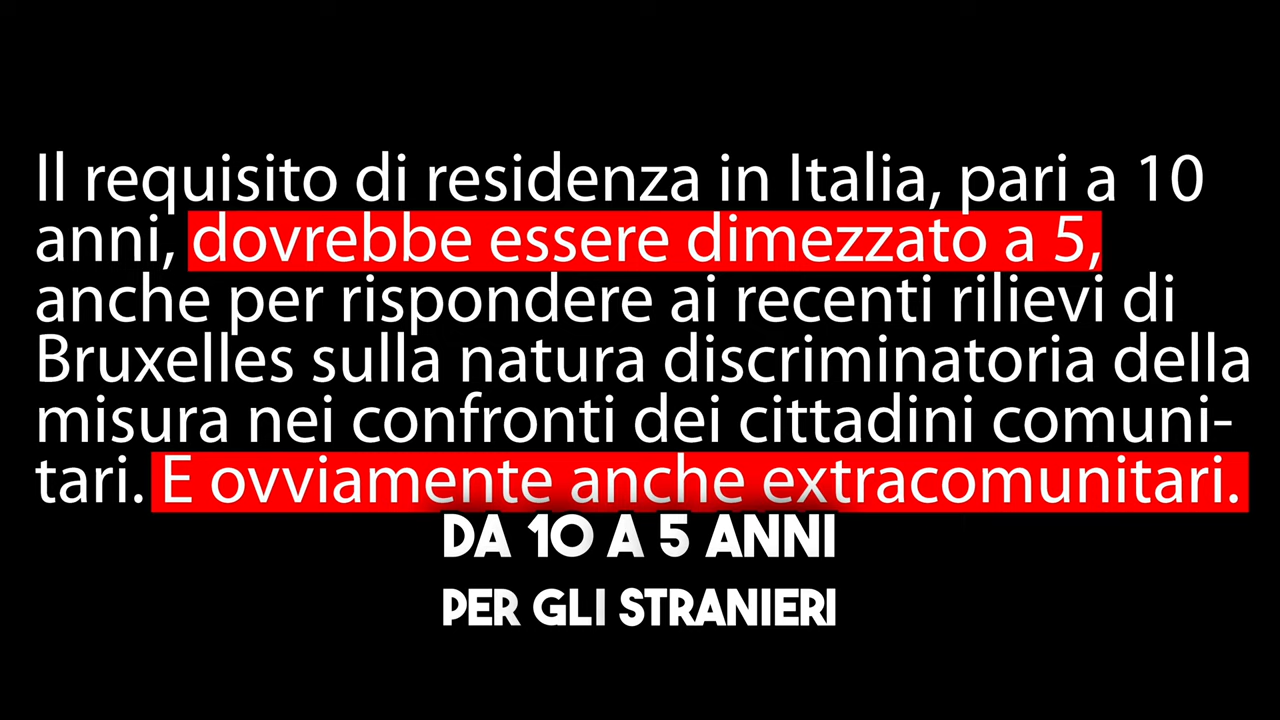 Il requisito di residenza in Italia, pari a 10
anni, dovrebbe essere dimezzato a 5,
anche per rispondere ai recenti rilievi di
Bruxelles sulla natura discriminatoria della
misura nei confronti dei cittadini comuni-
tari. E ovviamente anche extracomunitari.
DA 10 A 5 ANNI
PER GLI STRANIERI